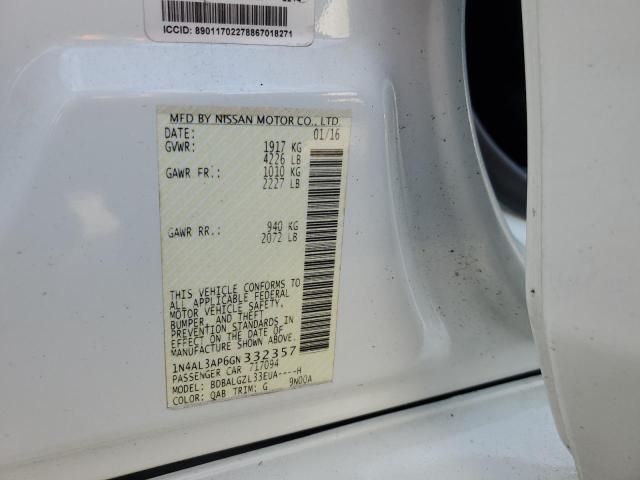 ICCID: 89011702278867018271
MFD BY NISSAN MOTOR CO., LTD.
DATE: 01/16
GVWR: 1917 KG
4226 LB
GAWR FR.: 1010 KG
2227 LB
GAWR RR.: 940 KG
2072 LB
THIS VEHICLE CONFORMS TO
ALL APPLICABLE FEDERAL
MOTOR VEHICLE SAFETY,
BUMPER, AND THEFT
PREVENTION STANDARDS IN
EFFECT ON THE DATE OF
MANUFACTURE SHOWN ABOVE.
1N4AL3AP6GN332357
PASSENGER CAR 717094
MODEL: BDBALGZL33EUA----H
COLOR: QAB TRIM: G 9N00A